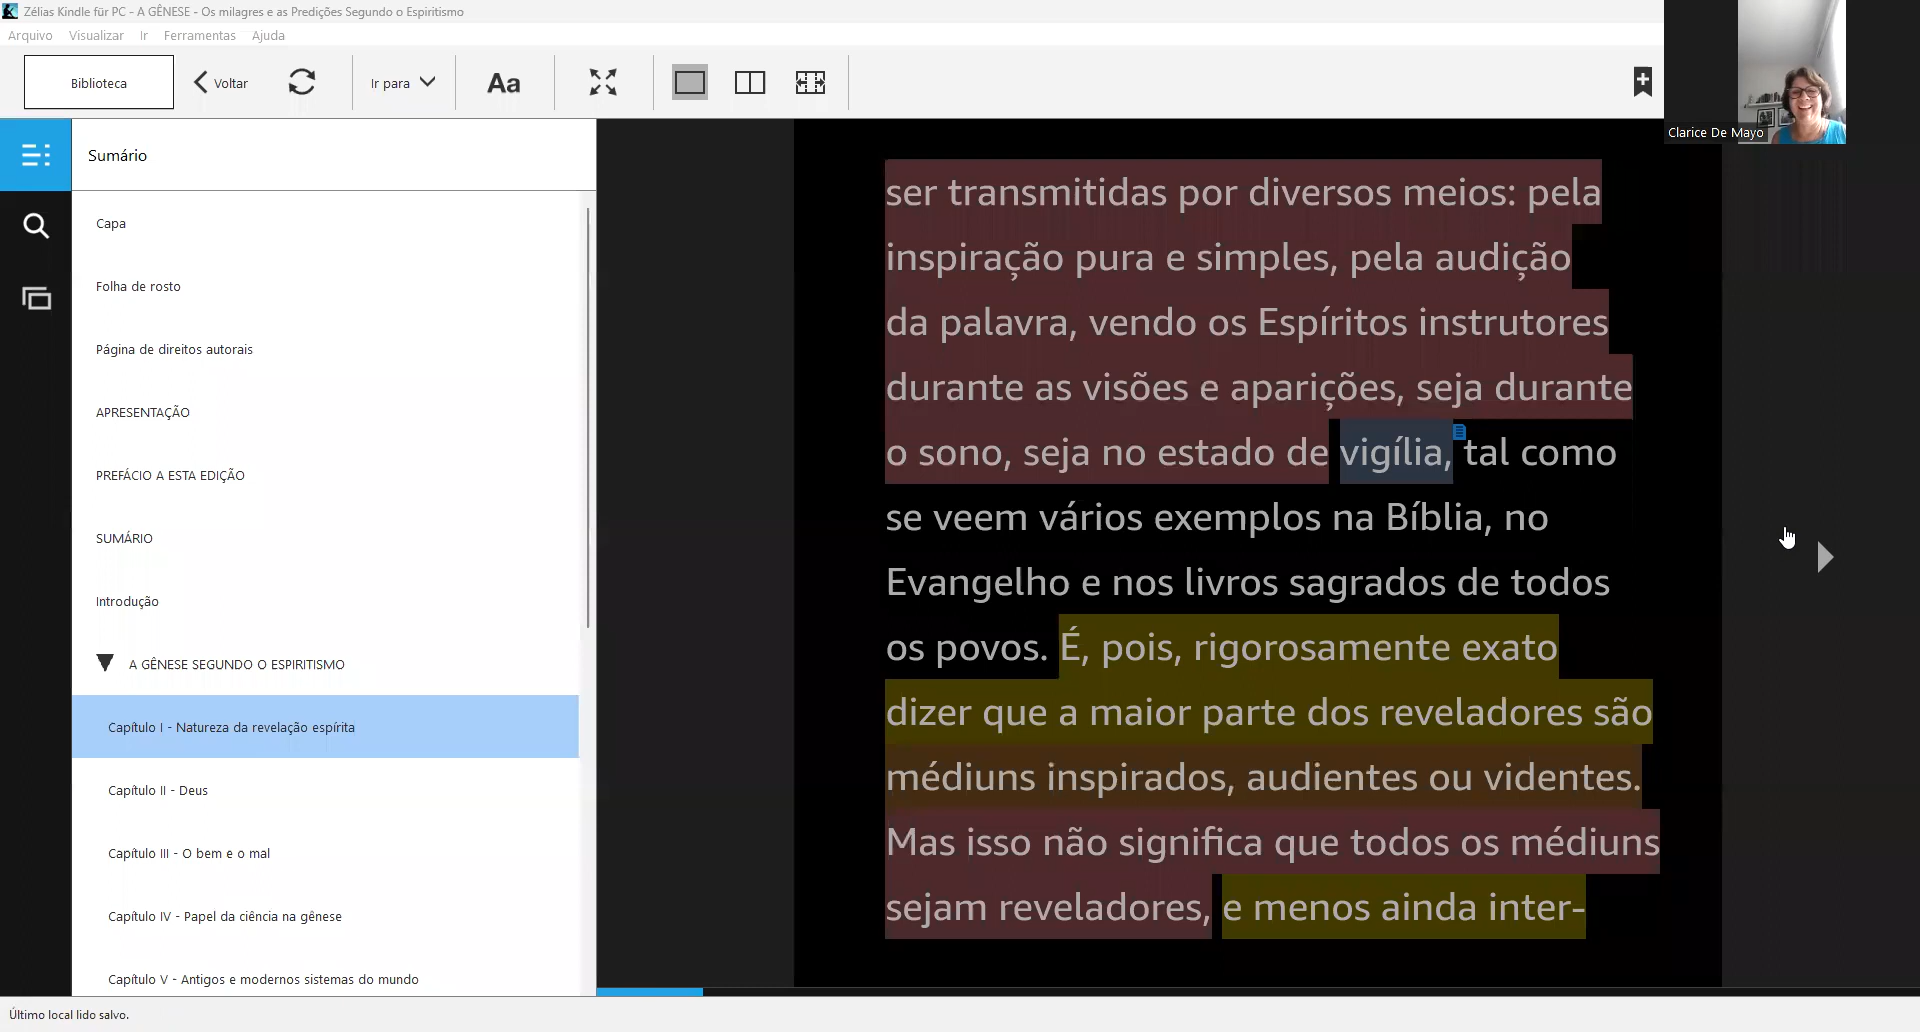 Zélias Kindle für PC - A GÊNESE - Os milagres e as Predições Segundo o Espiritismo
Arquivo Visualizar Ir Ferramentas Ajuda
Biblioteca Voltar Ir para Aa
Clarice De Mayo
Sumário
Capa
Folha de rosto
Página de direitos autorais
APRESENTAÇÃO
PREFÁCIO A ESTA EDIÇÃO
SUMÁRIO
Introdução
A GÊNESE SEGUNDO O ESPIRITISMO
Capítulo I - Natureza da revelação espírita
Capítulo II - Deus
Capítulo III - O bem e o mal
Capítulo IV - Papel da ciência na gênese
Capítulo V - Antigos e modernos sistemas do mundo
ser transmitidas por diversos meios: pela
inspiração pura e simples, pela audição
da palavra, vendo os Espíritos instrutores
durante as visões e aparições, seja durante
o sono, seja no estado de vigília, tal como
se veem vários exemplos na Bíblia, no
Evangelho e nos livros sagrados de todos
os povos. É, pois, rigorosamente exato
dizer que a maior parte dos reveladores são
médiuns inspirados, audientes ou videntes.
Mas isso não significa que todos os médiuns
sejam reveladores, e menos ainda inter-
Último local lido salvo.